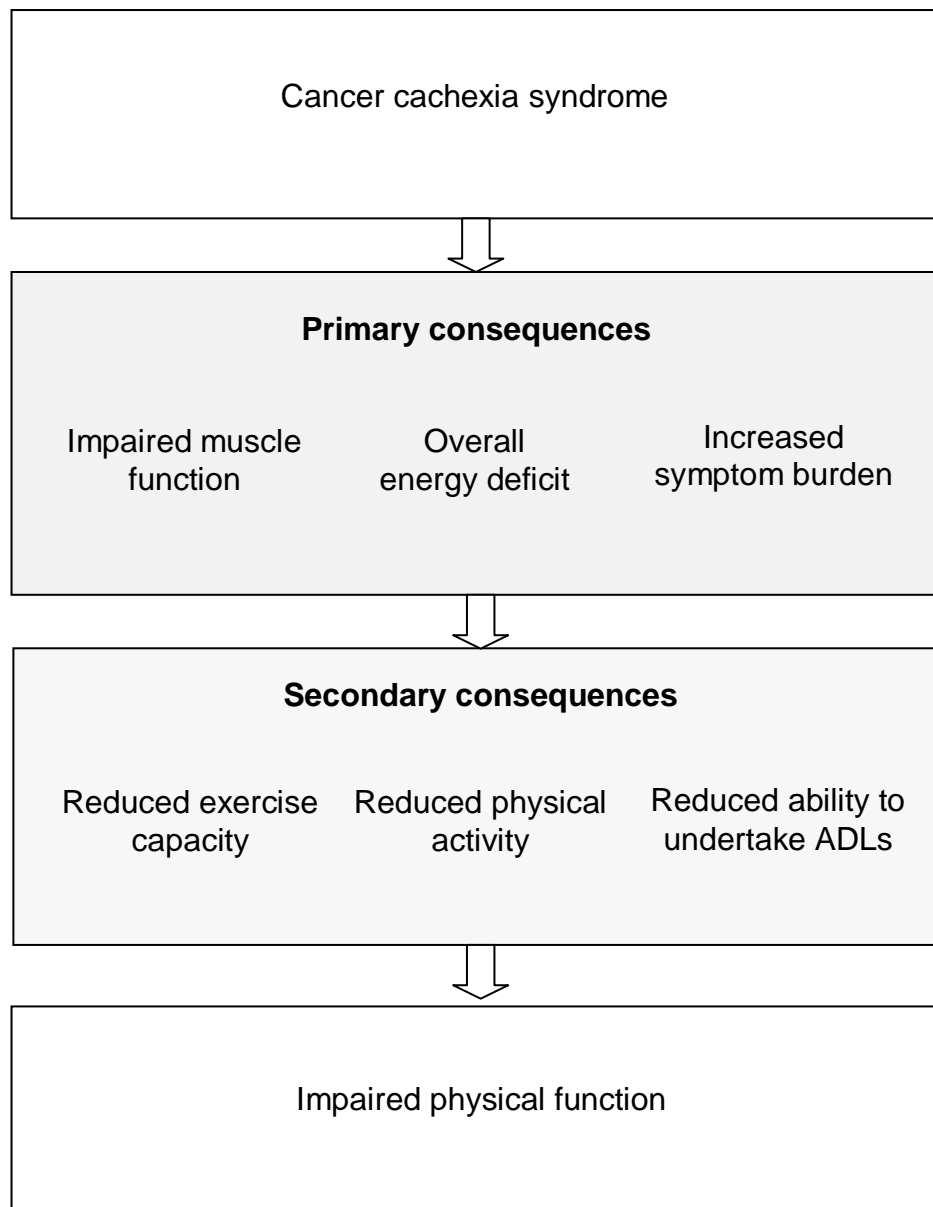 Cancer cachexia syndrome
Primary consequences
Impaired muscle
function
Overall
energy deficit
Increased
symptom burden
Secondary consequences
Reduced exercise
capacity
Reduced physical
activity
Reduced ability to
undertake ADLs
Impaired physical function